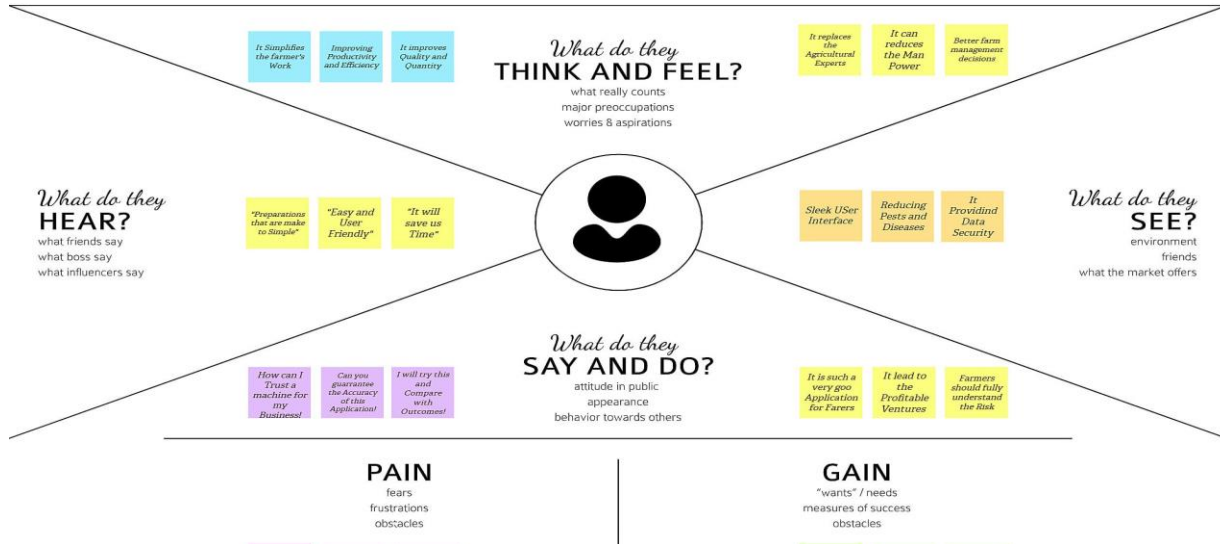 What do they
THINK AND FEEL?
what really counts
major preoccupations
worries & aspirations
It Simplifies
the farmer's
Work
Improving
Productivity
and Efficiency
It improves
Quality and
Quantity
It replaces
the
Agricultural
Experts
It can
reduces
the Man
Power
Better farm
management
decisions
What do they
HEAR?
what friends say
what boss say
what influencers say
"Preparations
that are make
to Simple"
"Easy and
User
Friendly"
"It will
save us
Time"
Sleek USer
Interface
Reducing
Pests and
Diseases
It
Providind
Data
Security
What do they
SEE?
environment
friends
what the market offers
What do they
SAY AND DO?
attitude in public
appearance
behavior towards others
How can I
Trust a
machine for
my
Business!
Can you
guarrantee
the Accuracy
of this
Application!
I will try this
and
Compare
with
Outcomes!
It is such a
very goo
Application
for Farers
It lead to
the
Profitable
Ventures
Farmers
should fully
understand
the Risk
PAIN
fears
frustrations
obstacles
GAIN
"wants" / needs
measures of success
obstacles